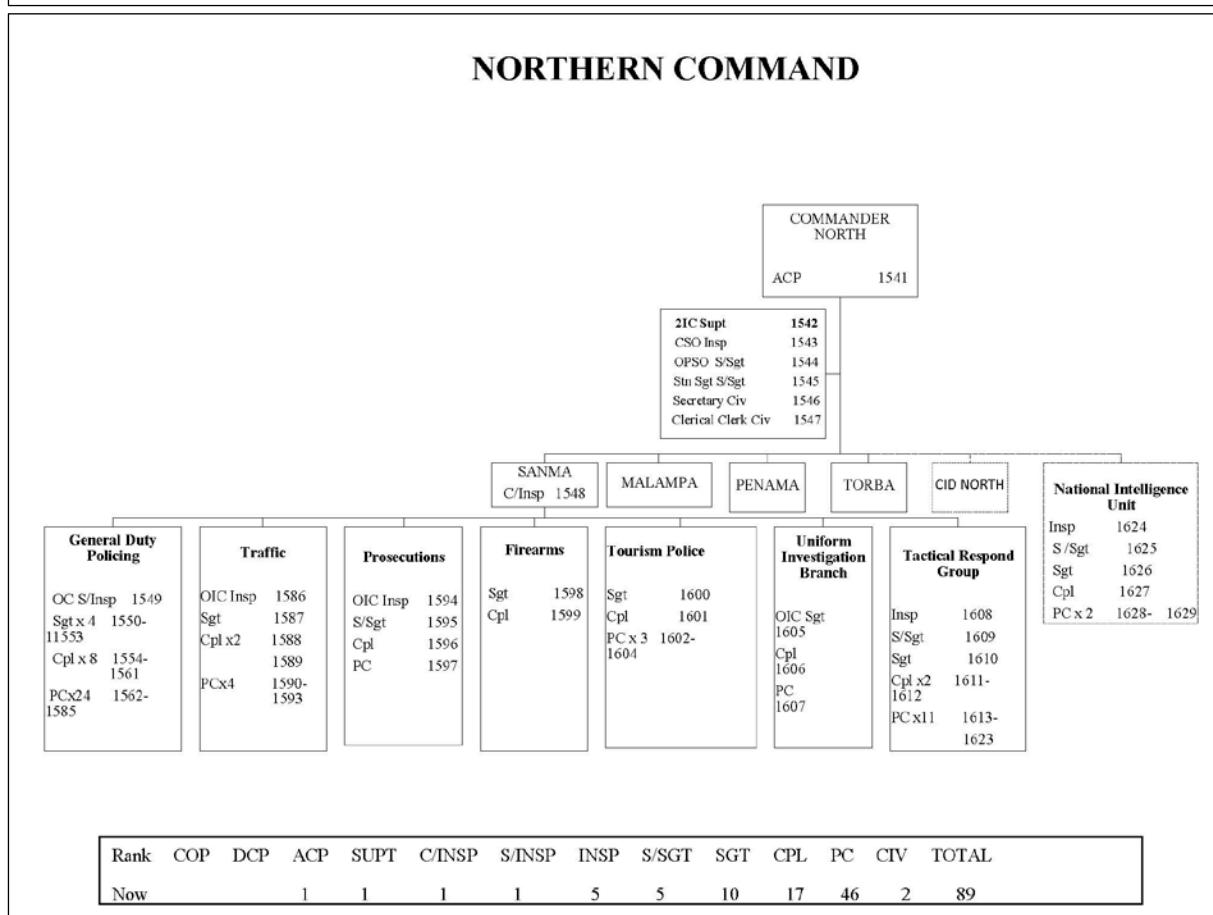 NORTHERN COMMAND
COMMANDER
NORTH
ACP 1541
2IC Supt 1542
CSO Insp 1543
OPSO S/Sgt 1544
Stn Sgt S/Sgt 1545
Secretary Civ 1546
Clerical Clerk Civ 1547
SANMA
C/Insp 1548
MALAMPA
PENAMA
TORBA
CID NORTH
National Intelligence
Unit
Insp 1624
S /Sgt 1625
Sgt 1626
Cpl 1627
PC x 2 1628- 1629
General Duty
Policing
OC S/Insp 1549
Sgt x 4 1550-
11553
Cpl x 8 1554-
1561
PCx24 1562-
1585
Traffic
OIC Insp 1586
Sgt 1587
Cpl x2 1588
1589
PCx4 1590-
1593
Prosecutions
OIC Insp 1594
S/Sgt 1595
Cpl 1596
PC 1597
Firearms
Sgt 1598
Cpl 1599
Tourism Police
Sgt 1600
Cpl 1601
PC x 3 1602-
1604
Uniform
Investigation
Branch
OIC Sgt
1605
Cpl
1606
PC
1607
Tactical Respond
Group
Insp 1608
S/Sgt 1609
Sgt 1610
Cpl x2 1611-
1612
PC x11 1613-
1623
Rank COP DCP ACP SUPT C/INSP S/INSP INSP S/SGT SGT CPL PC CIV TOTAL
Now 1 1 1 1 5 5 10 17 46 2 89